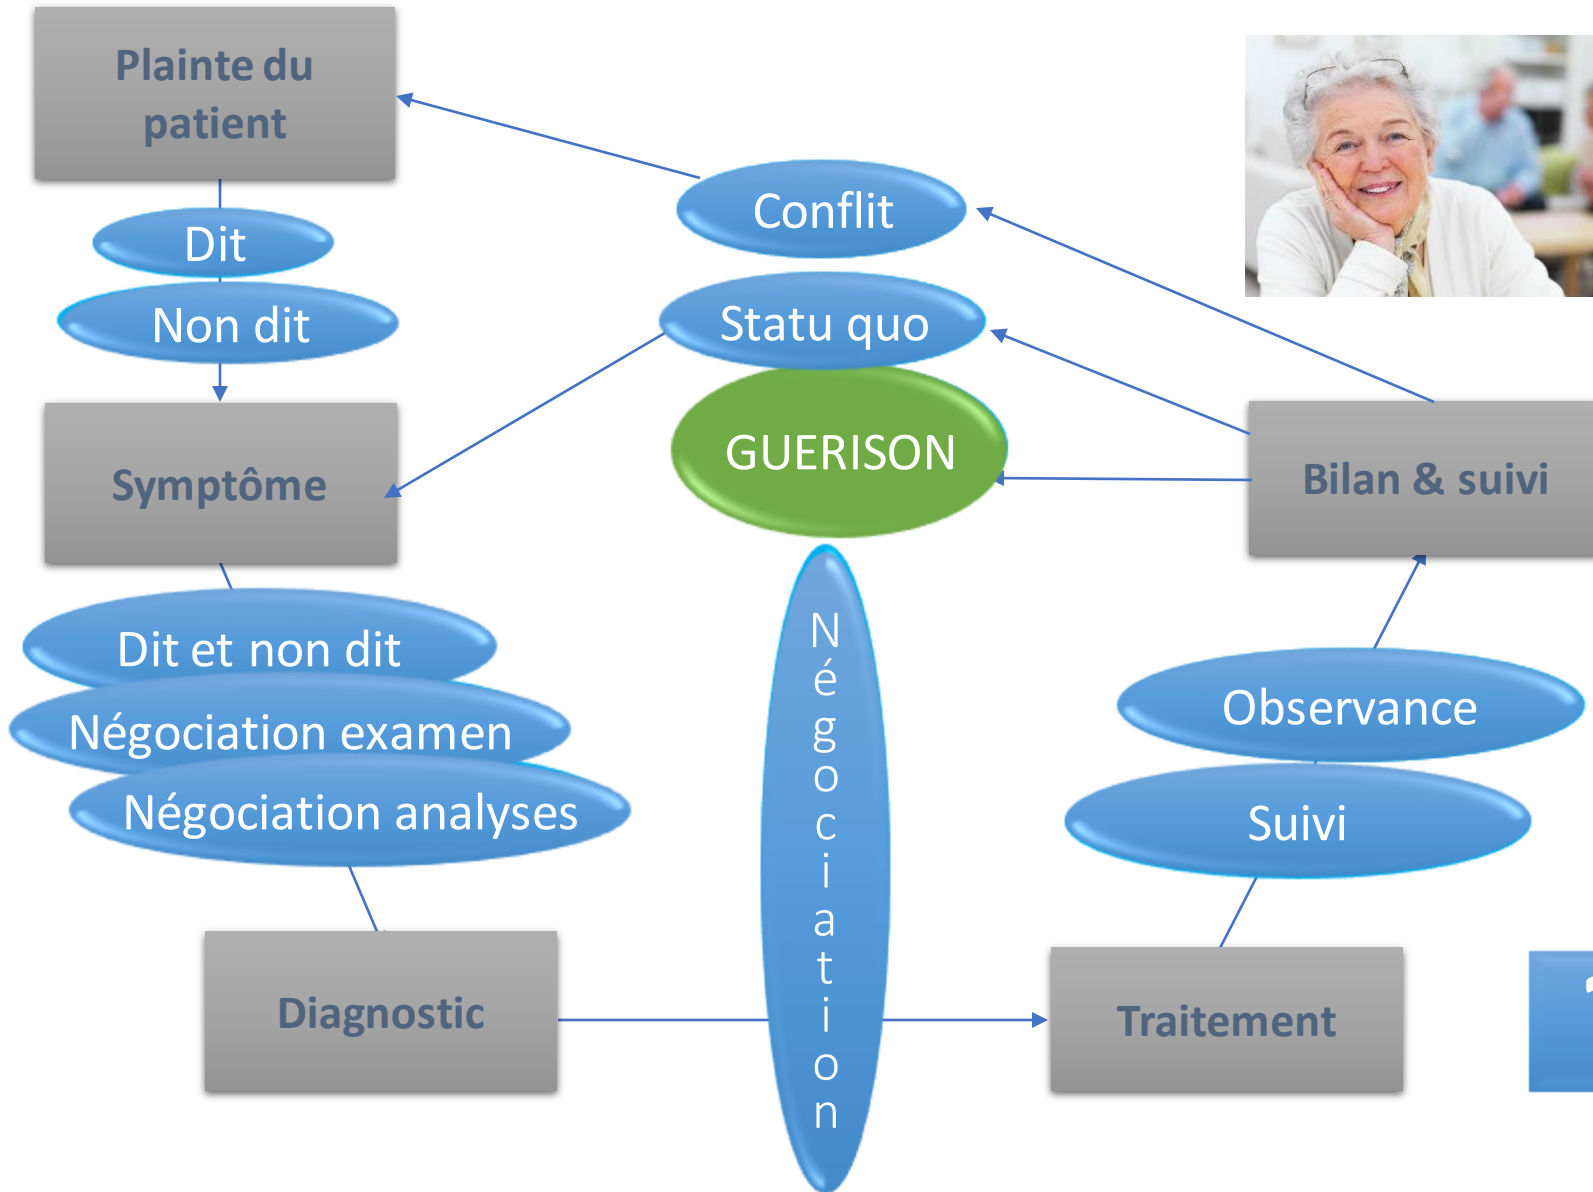 Plainte du
patient
Dit
Non dit
Symptôme
Dit et non dit
Négociation examen
Négociation analyses
Diagnostic
Conflit
Statu quo
GUERISON
Négociation
Traitement
Suivi
Observance
Bilan & suivi